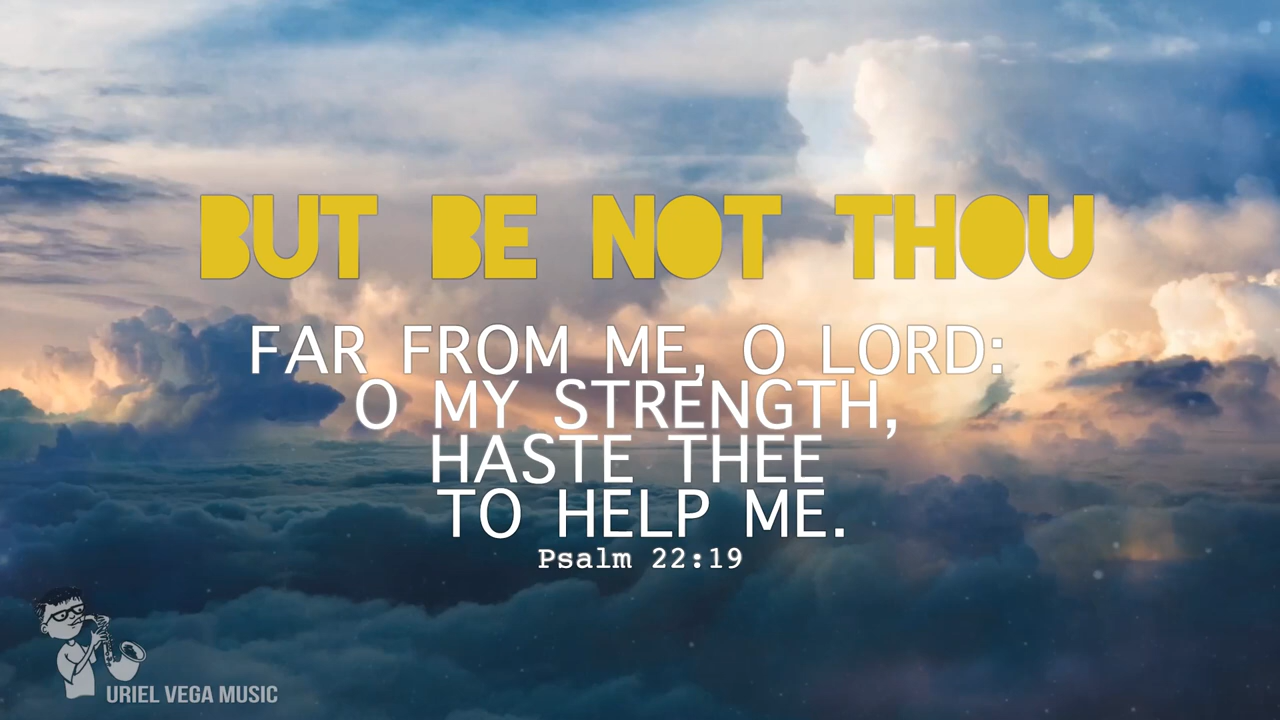 BUT BE NOT THOU
FAR FROM ME, O LORD:
O MY STRENGTH,
HASTE THEE
TO HELP ME.
Psalm 22:19
URIEL VEGA MUSIC